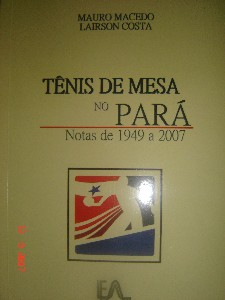 MAURO MACEDO
LAIRSON COSTA
TÊNIS DE MESA
NO PARÁ
Notas de 1949 a 2007